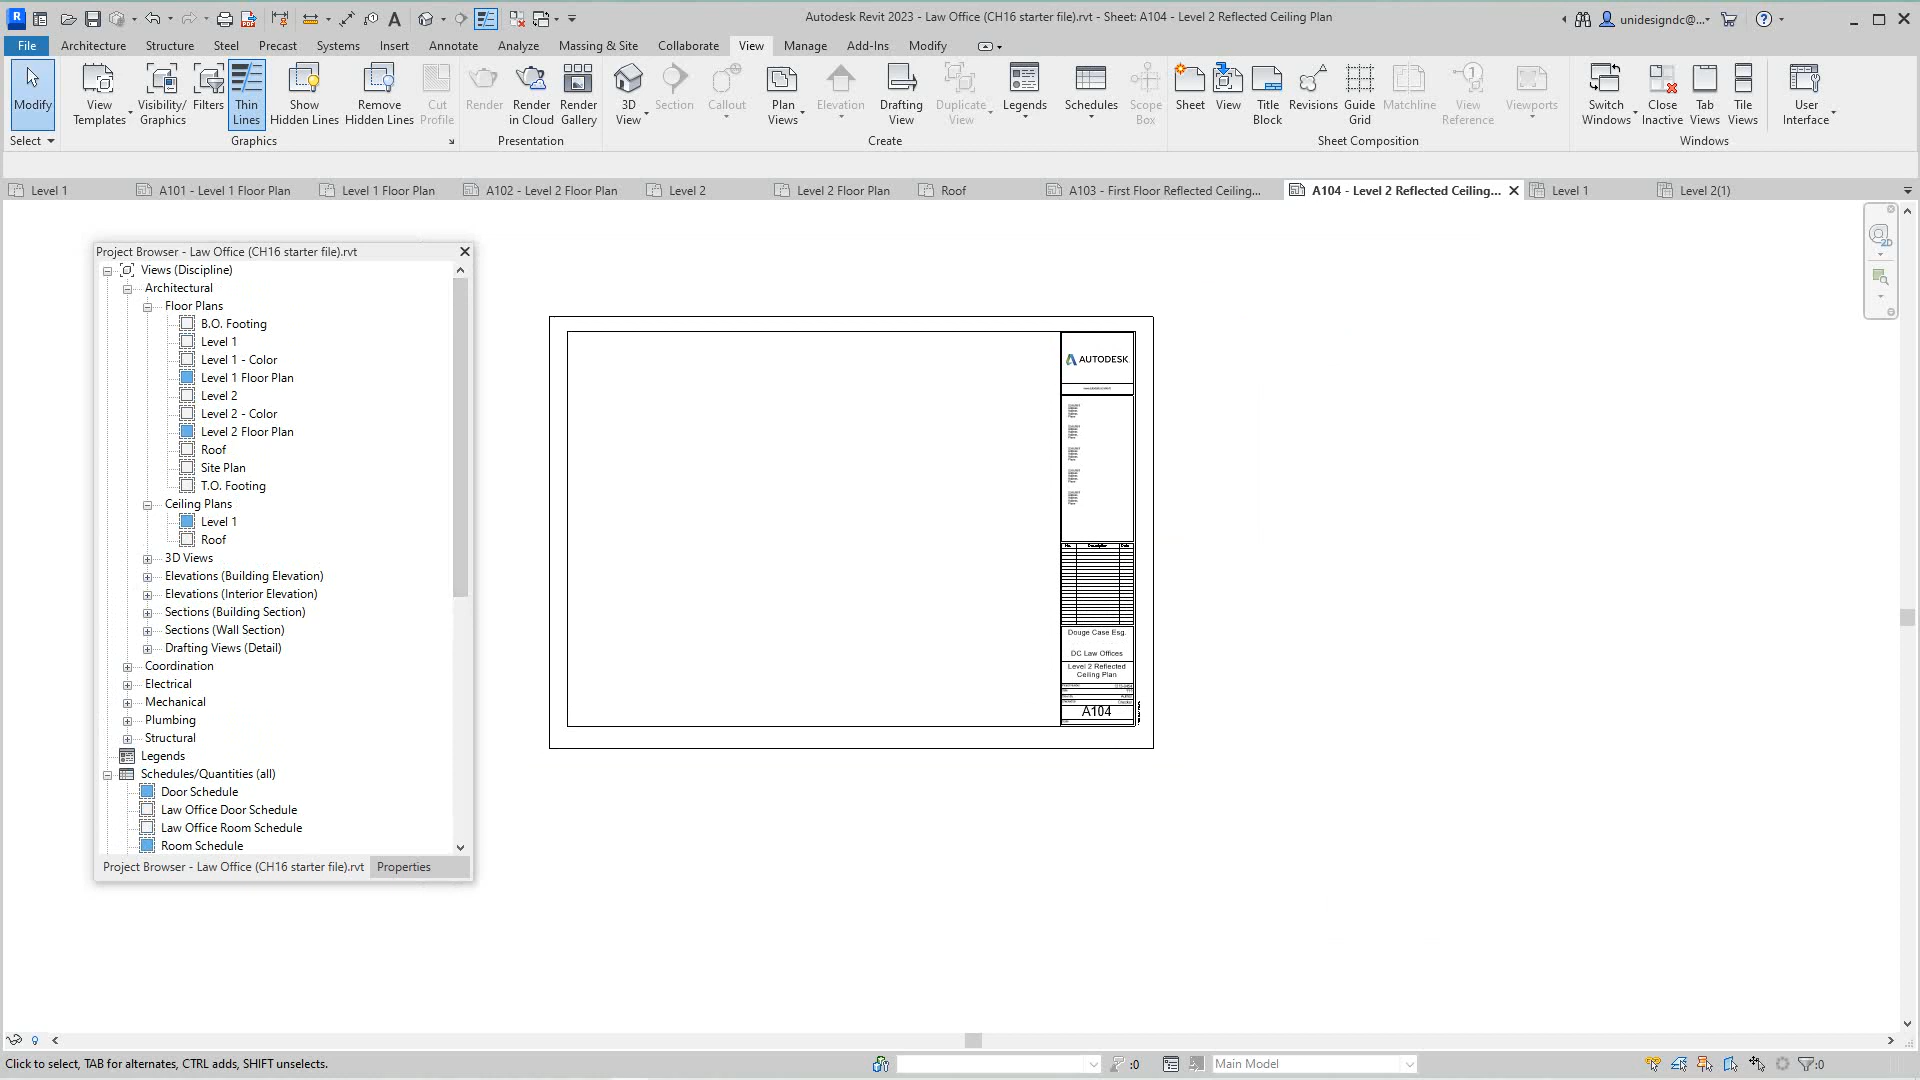 Autodesk Revit 2023 - Law Office (CH16 starter file).rvt - Sheet: A104 - Level 2 Reflected Ceiling Plan
unidesigndc@...
File Architecture Structure Steel Precast Systems Insert Annotate Analyze Massing & Site Collaborate View Manage Add-Ins Modify
Modify
View Templates
Visibility/ Graphics
Filters
Thin Lines
Show Hidden Lines
Remove Hidden Lines
Cut Profile
Render
Render in Cloud
Render Gallery
3D View
Section
Callout
Plan Views
Elevation
Drafting View
Duplicate View
Legends
Schedules
Scope Box
Sheet
View
Title Block
Revisions
Guide Grid
Matchline
View Reference
Viewports
Switch Windows
Close Inactive
Tab Views
Tile Views
User Interface
Select Graphics Presentation Create Sheet Composition Windows
Level 1
A101 - Level 1 Floor Plan
Level 1 Floor Plan
A102 - Level 2 Floor Plan
Level 2
Level 2 Floor Plan
Roof
A103 - First Floor Reflected Ceiling...
A104 - Level 2 Reflected Ceiling...
Level 1
Level 2(1)
2D
Project Browser - Law Office (CH16 starter file).rvt
Views (Discipline)
Architectural
Floor Plans
B.O. Footing
Level 1
Level 1 - Color
Level 1 Floor Plan
Level 2
Level 2 - Color
Level 2 Floor Plan
Roof
Site Plan
T.O. Footing
Ceiling Plans
Level 1
Roof
3D Views
Elevations (Building Elevation)
Elevations (Interior Elevation)
Sections (Building Section)
Sections (Wall Section)
Drafting Views (Detail)
Coordination
Electrical
Mechanical
Plumbing
Structural
Legends
Schedules/Quantities (all)
Door Schedule
Law Office Door Schedule
Law Office Room Schedule
Room Schedule
Project Browser - Law Office (CH16 starter file).rvt
Properties
AUTODESK
No. Description Date
Douge Case Esg.
DC Law Offices
Level 2 Reflected
Ceiling Plan
A104
Click to select, TAB for alternates, CTRL adds, SHIFT unselects.
:0
Main Model
:0